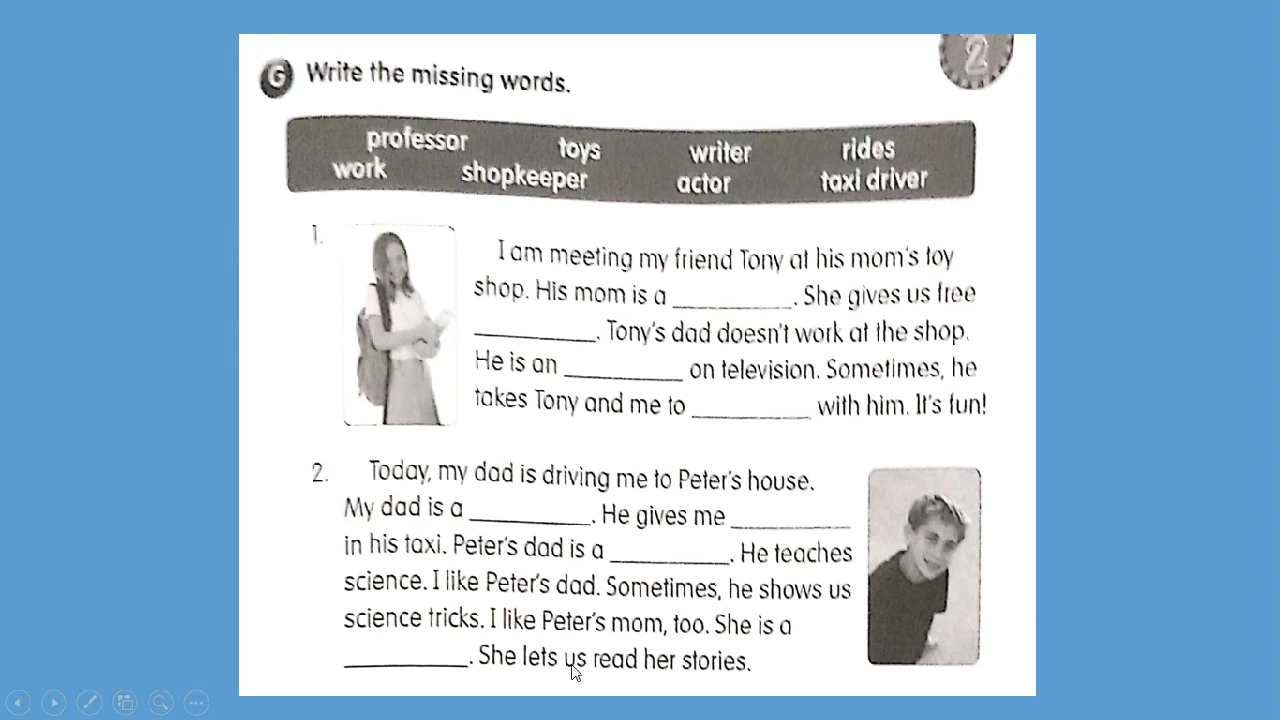 2
G Write the missing words.
professor toys writer rides
work shopkeeper actor taxi driver
1.
I am meeting my friend Tony at his mom's toy
shop. His mom is a __________. She gives us free
__________. Tony's dad doesn't work at the shop.
He is an __________ on television. Sometimes, he
takes Tony and me to __________ with him. It's fun!
2. Today, my dad is driving me to Peter's house.
My dad is a __________. He gives me __________
in his taxi. Peter's dad is a __________. He teaches
science. I like Peter's dad. Sometimes, he shows us
science tricks. I like Peter's mom, too. She is a
__________. She lets us read her stories.